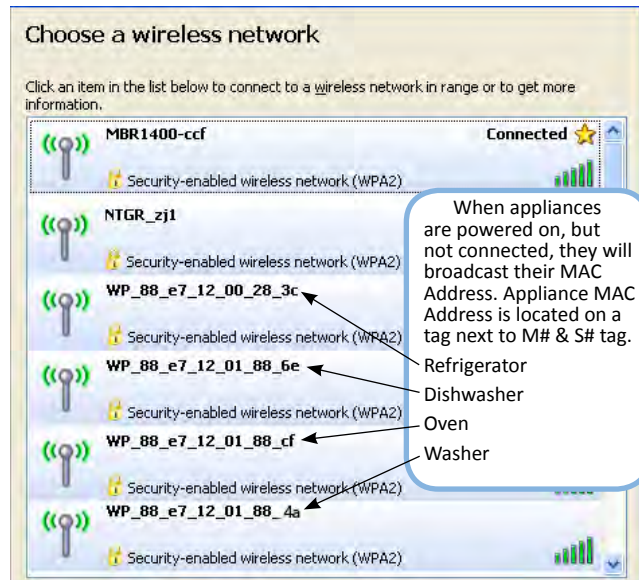 Choose a wireless network
Click an item in the list below to connect to a wireless network in range or to get more
information.
MBR1400-ccf
Connected
Security-enabled wireless network (WPA2)
NTGR_zj1
Security-enabled wireless network (WPA2)
WP_88_e7_12_00_28_3c
Security-enabled wireless network (WPA2)
WP_88_e7_12_01_88_6e
Security-enabled wireless network (WPA2)
WP_88_e7_12_01_88_cf
Security-enabled wireless network (WPA2)
WP_88_e7_12_01_88_4a
Security-enabled wireless network (WPA2)
When appliances
are powered on, but
not connected, they will
broadcast their MAC
Address. Appliance MAC
Address is located on a
tag next to M# & S# tag.
Refrigerator
Dishwasher
Oven
Washer